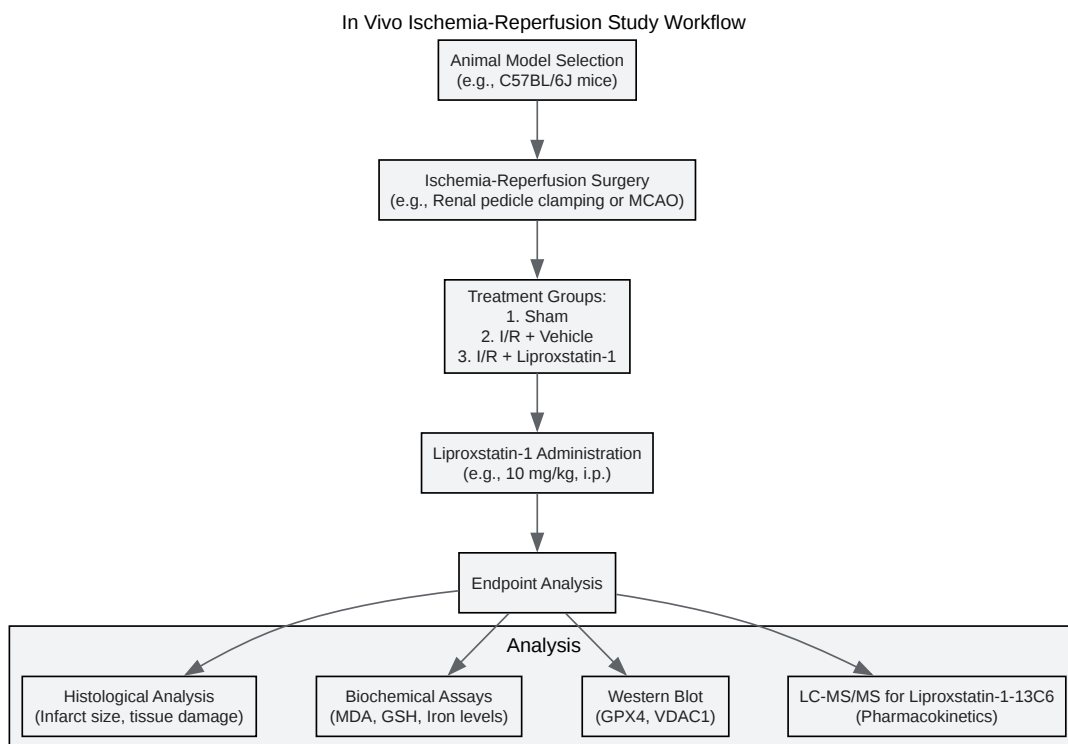 In Vivo Ischemia-Reperfusion Study Workflow
Animal Model Selection
(e.g., C57BL/6J mice)
Ischemia-Reperfusion Surgery
(e.g., Renal pedicle clamping or MCAO)
Treatment Groups:
1. Sham
2. I/R + Vehicle
3. I/R + Liproxstatin-1
Liproxstatin-1 Administration
(e.g., 10 mg/kg, i.p.)
Endpoint Analysis
Analysis
Histological Analysis
(Infarct size, tissue damage)
Biochemical Assays
(MDA, GSH, Iron levels)
Western Blot
(GPX4, VDAC1)
LC-MS/MS for Liproxstatin-1-13C6
(Pharmacokinetics)